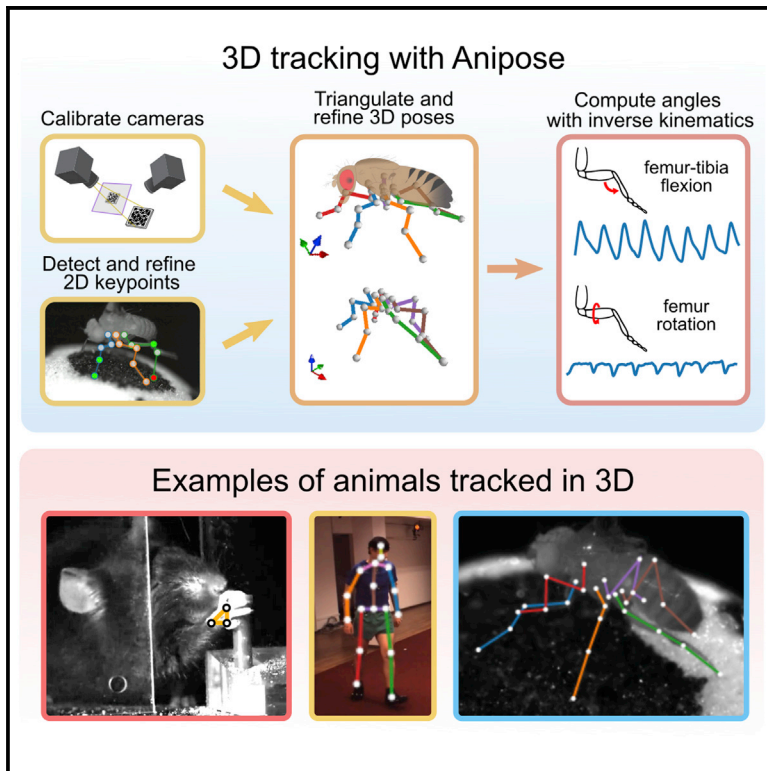 3D tracking with Anipose
Calibrate cameras
Detect and refine
2D keypoints
Triangulate and
refine 3D poses
Compute angles
with inverse kinematics
femur-tibia
flexion
femur
rotation
Examples of animals tracked in 3D